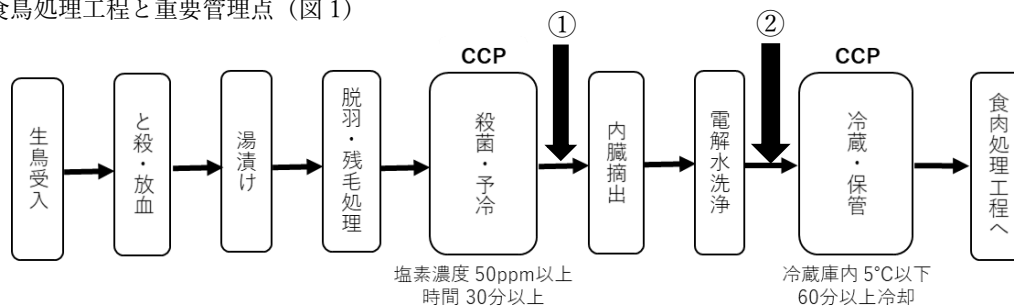 食鳥処理工程と重要管理点（図 1）
①
②
CCP
CCP
生鳥受入
と殺・放血
湯漬け
脱羽・残毛処理
殺菌・予冷
内臓摘出
電解水洗浄
冷蔵・保管
食肉処理工程へ
塩素濃度 50ppm以上
時間 30分以上
冷蔵庫内 5°C以下
60分以上冷却